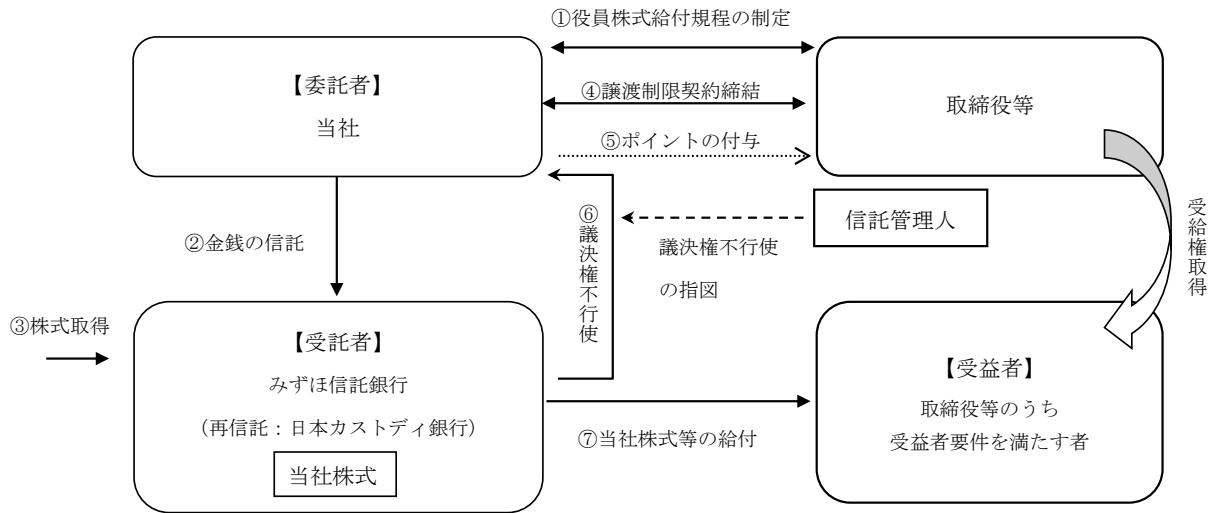 ①役員株式給付規程の制定
【委託者】
当社
④譲渡制限契約締結
取締役等
⑤ポイントの付与
②金銭の信託
⑥議決権不行使
議決権不行使
の指図
信託管理人
受給権取得
③株式取得
【受託者】
みずほ信託銀行
（再信託：日本カストディ銀行）
当社株式
⑦当社株式等の給付
【受益者】
取締役等のうち
受益者要件を満たす者